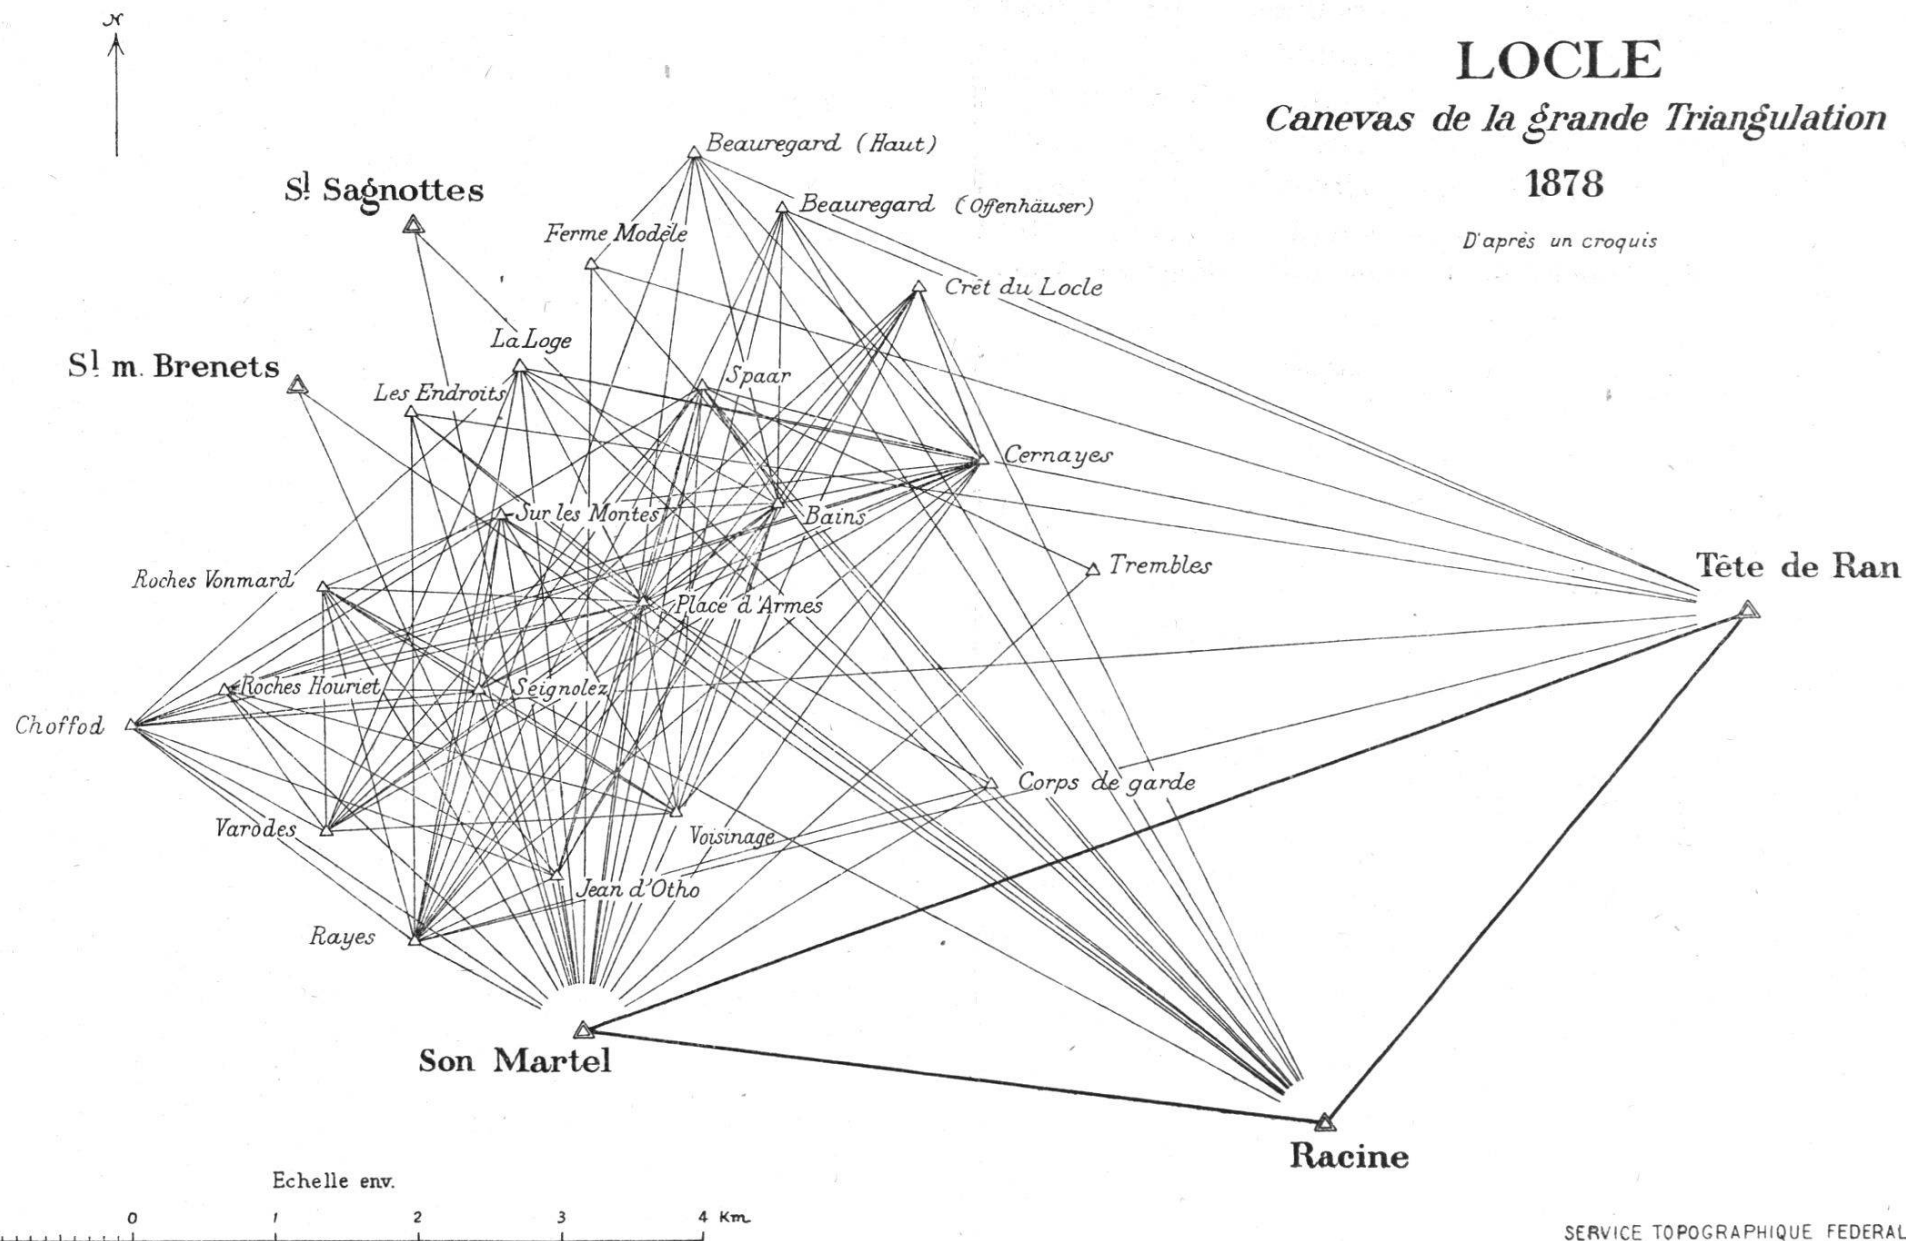 N
LOCLE
Canevas de la grande Triangulation
1878
D'après un croquis
Beauregard (Haut)
Sl Sagnottes
Beauregard (Offenhäuser)
Ferme Modèle
Crêt du Locle
La Loge
Sl m. Brenets
Spaar
Les Endroits
Cernayes
Sur les Montes
Bains
Tête de Ran
Trembles
Roches Vonmard
Place d'Armes
Roches Houriet
Seignolez
Choffod
Corps de garde
Varodes
Voisinage
Jean d'Otho
Rayes
Son Martel
Racine
Echelle env.
0 1 2 3 4 Km.
SERVICE TOPOGRAPHIQUE FEDERAL